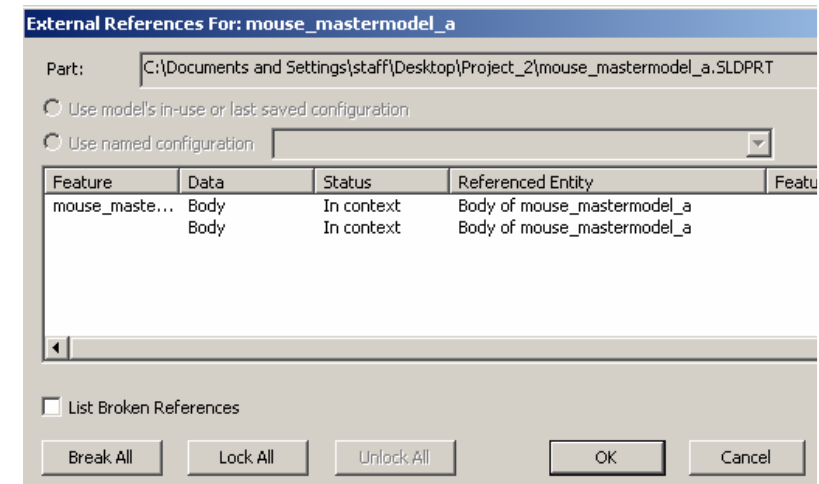 External References For: mouse_mastermodel_a
Part: C:\Documents and Settings\staff\Desktop\Project_2\mouse_mastermodel_a.SLDPRT
Use model's in-use or last saved configuration
Use named configuration
Feature Data Status Referenced Entity Featu
mouse_maste... Body In context Body of mouse_mastermodel_a
Body In context Body of mouse_mastermodel_a
List Broken References
Break All Lock All Unlock All OK Cancel